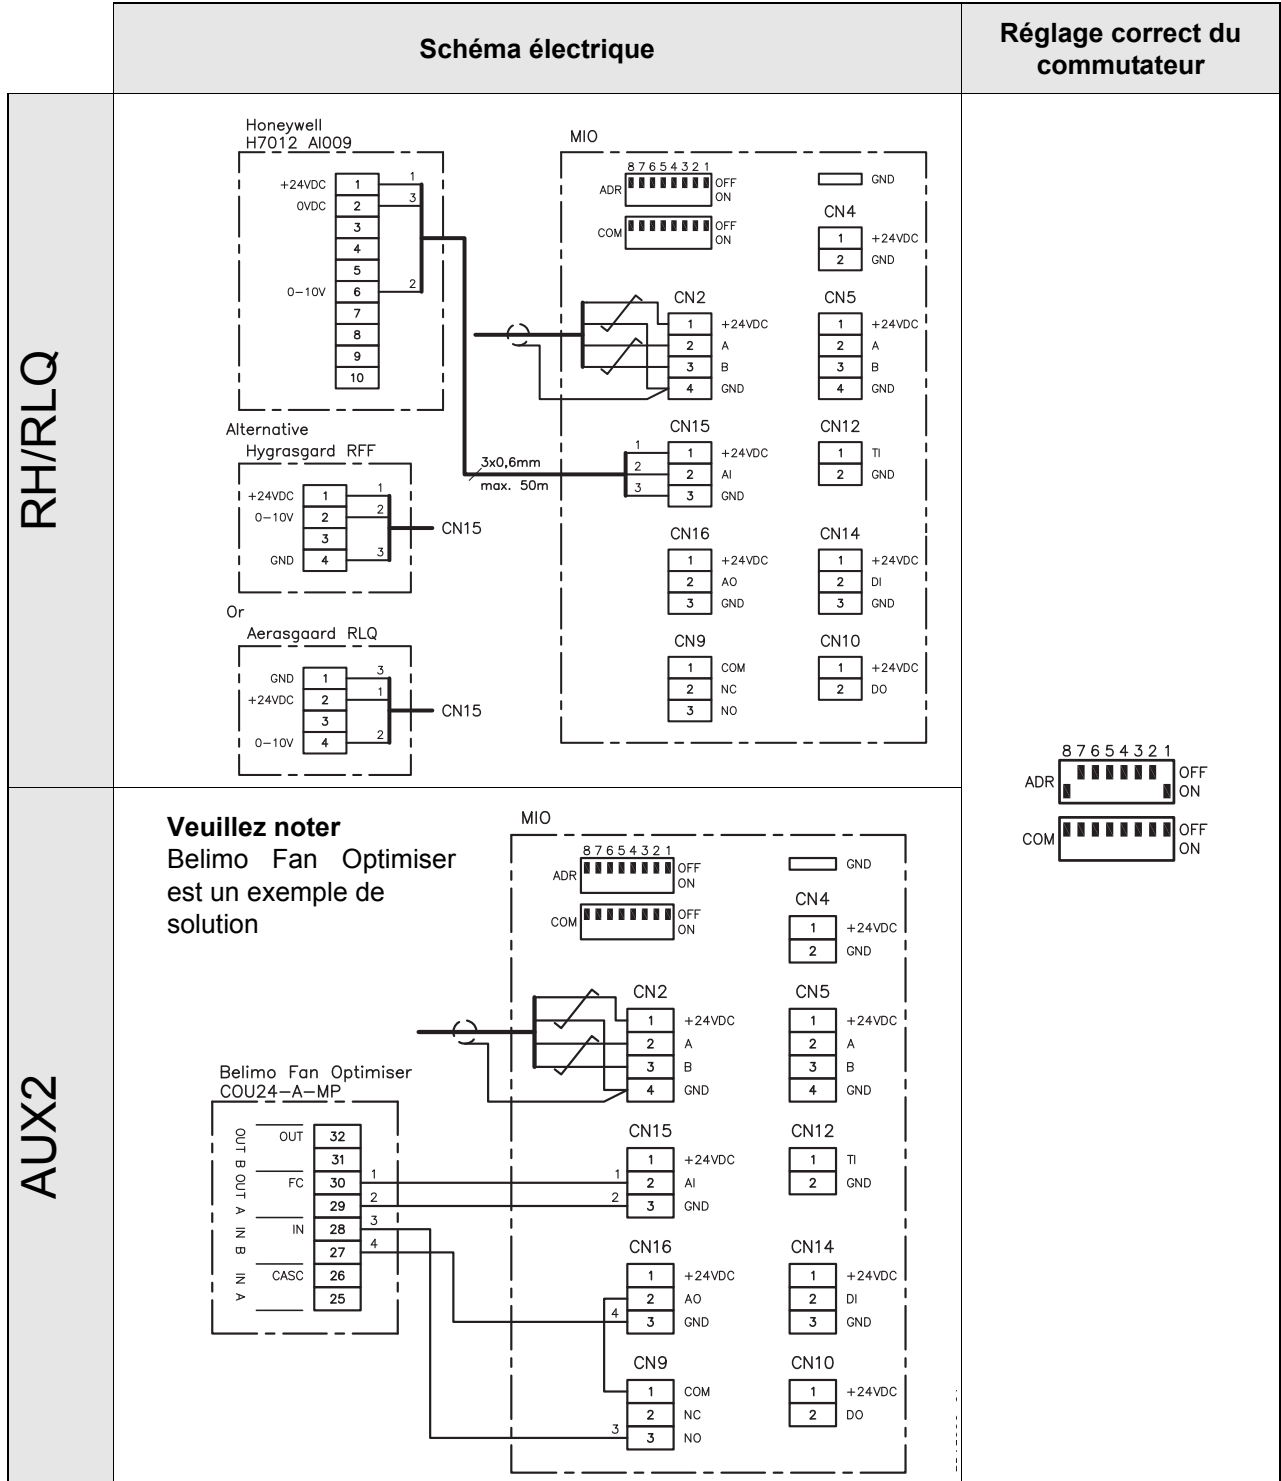 Schéma électrique
Réglage correct du
commutateur
RH/RLQ
Honeywell
H7012 AI009
+24VDC 1 1
0VDC 2 3
3
4
5
0-10V 6 2
7
8
9
10
Alternative
Hygrasgard RFF
+24VDC 1 1
0-10V 2 2
3
GND 4 3
CN15
Or
Aerasgaard RLQ
GND 1 3
+24VDC 2 1
3
0-10V 4 2
CN15
3x0,6mm
max. 50m
MIO
8 7 6 5 4 3 2 1
ADR OFF
ON
COM OFF
ON
GND
CN4
1 +24VDC
2 GND
CN2
1 +24VDC
2 A
3 B
4 GND
CN5
1 +24VDC
2 A
3 B
4 GND
CN15
1 1 +24VDC
2 2 AI
3 3 GND
CN12
1 TI
2 GND
CN16
1 +24VDC
2 AO
3 GND
CN14
1 +24VDC
2 DI
3 GND
CN9
1 COM
2 NC
3 NO
CN10
1 +24VDC
2 DO
8 7 6 5 4 3 2 1
ADR OFF
ON
COM OFF
ON
AUX2
Veuillez noter
Belimo Fan Optimiser
est un exemple de
solution
Belimo Fan Optimiser
COU24-A-MP
OUT B OUT A IN B IN A
OUT 32
31
FC 30 1
29 2
IN 28 3
27 4
CASC 26
25
MIO
8 7 6 5 4 3 2 1
ADR OFF
ON
COM OFF
ON
GND
CN4
1 +24VDC
2 GND
CN2
1 +24VDC
2 A
3 B
4 GND
CN5
1 +24VDC
2 A
3 B
4 GND
CN15
1 +24VDC
1 2 AI
2 3 GND
CN12
1 TI
2 GND
CN16
1 +24VDC
2 AO
4 3 GND
CN14
1 +24VDC
2 DI
3 GND
CN9
1 COM
2 NC
3 3 NO
CN10
1 +24VDC
2 DO